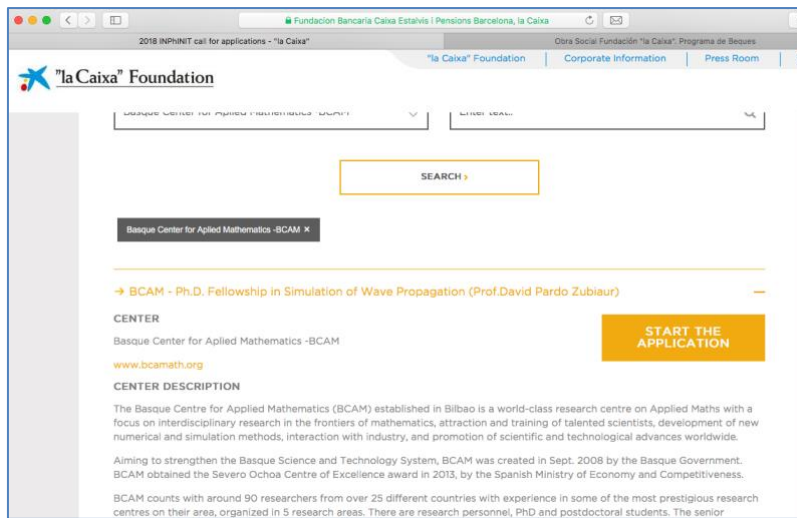 Fundacion Bancaria Caixa Estalvis i Pensions Barcelona, la Caixa
2018 INPhINIT call for applications - "la Caixa"
Obra Social Fundación "la Caixa". Programa de Beques
"la Caixa" Foundation
Corporate Information
Press Room
"la Caixa" Foundation
Basque Center for Aplied Mathematics -BCAM
Enter text..
SEARCH ›
Basque Center for Aplied Mathematics -BCAM ×
→ BCAM - Ph.D. Fellowship in Simulation of Wave Propagation (Prof.David Pardo Zubiaur) —
CENTER
START THE
APPLICATION
Basque Center for Aplied Mathematics -BCAM
www.bcamath.org
CENTER DESCRIPTION
The Basque Centre for Applied Mathematics (BCAM) established in Bilbao is a world-class research centre on Applied Maths with a
focus on interdisciplinary research in the frontiers of mathematics, attraction and training of talented scientists, development of new
numerical and simulation methods, interaction with industry, and promotion of scientific and technological advances worldwide.
Aiming to strengthen the Basque Science and Technology System, BCAM was created in Sept. 2008 by the Basque Government.
BCAM obtained the Severo Ochoa Centre of Excellence award in 2013, by the Spanish Ministry of Economy and Competitiveness.
BCAM counts with around 90 researchers from over 25 different countries with experience in some of the most prestigious research
centres on their area, organized in 5 research areas. There are research personnel, PhD and postdoctoral students. The senior